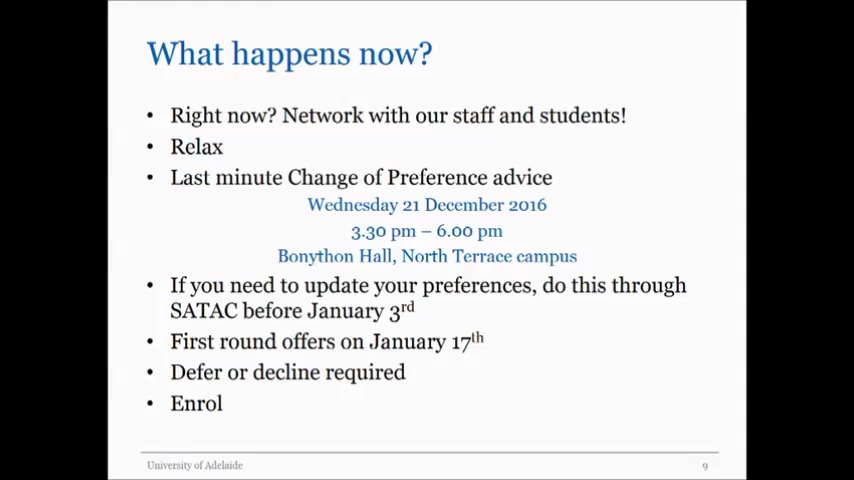 What happens now?
• Right now? Network with our staff and students!
• Relax
• Last minute Change of Preference advice
Wednesday 21 December 2016
3.30 pm – 6.00 pm
Bonython Hall, North Terrace campus
• If you need to update your preferences, do this through
SATAC before January 3rd
• First round offers on January 17th
• Defer or decline required
• Enrol
University of Adelaide
9